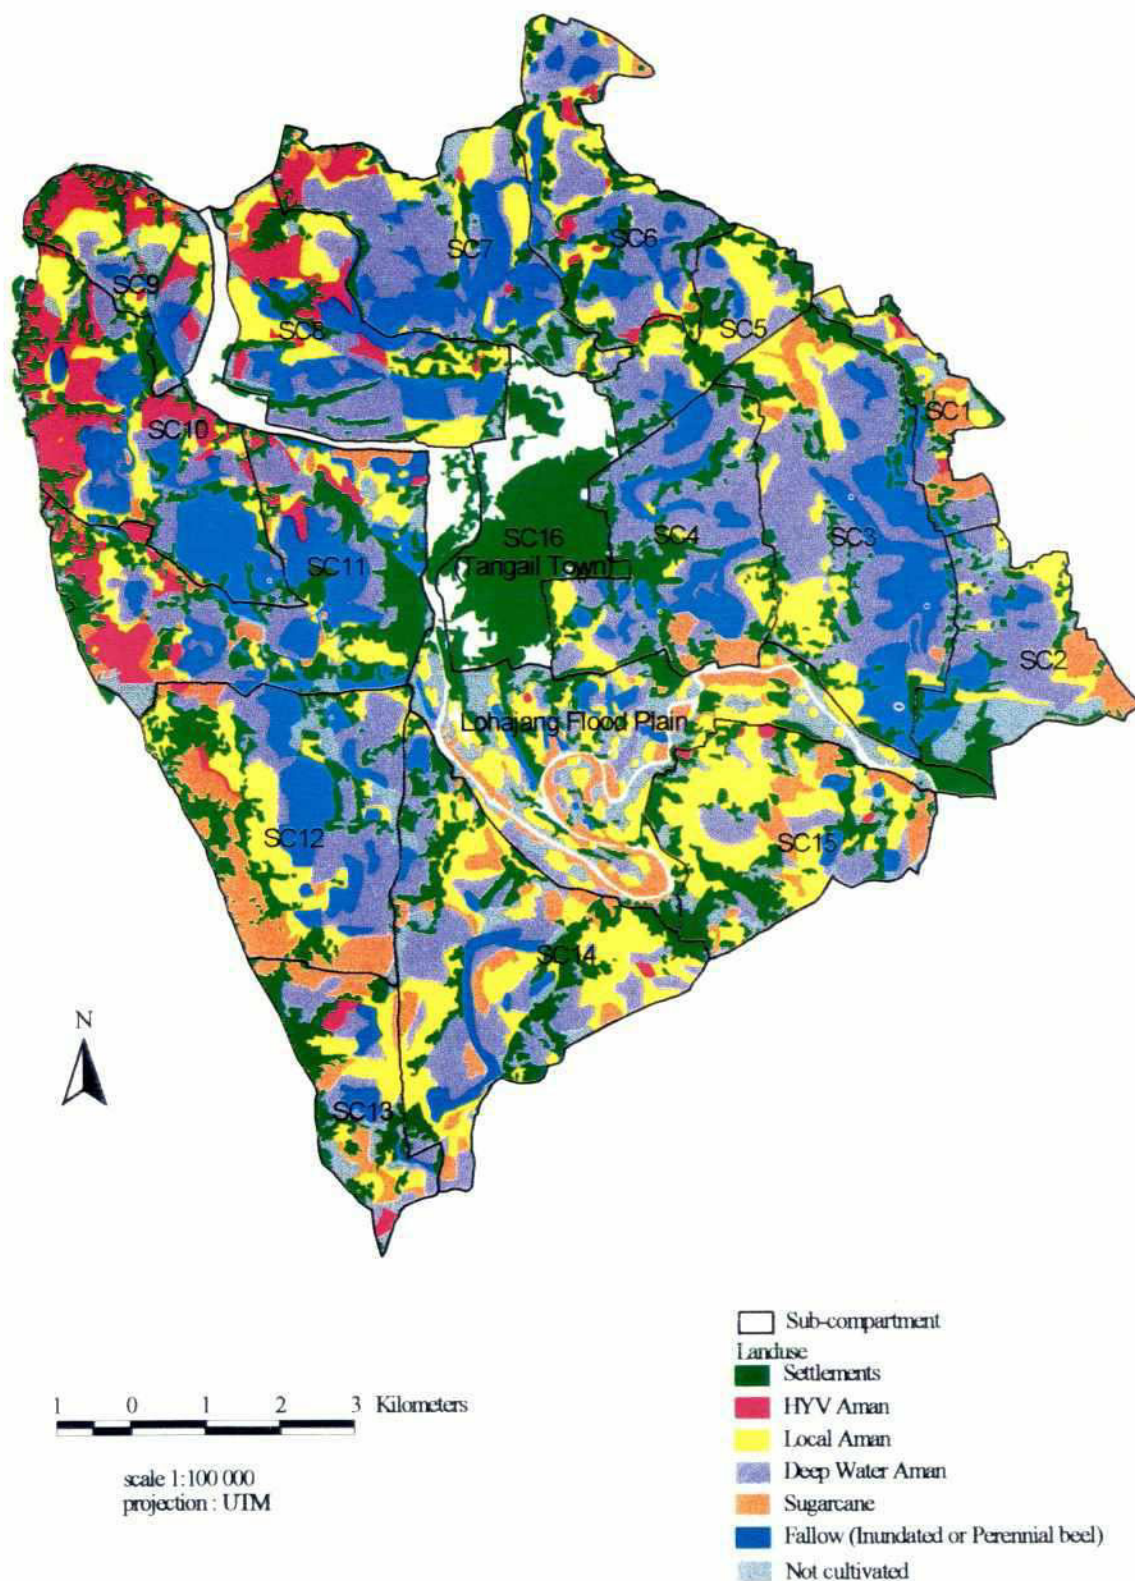 SC7
SC6
SC9
SC8
SC5
SC1
SC10
SC16
(Tangail Town)
SC4
SC3
SC11
SC2
Lohajang Flood Plain
SC12
SC15
SC14
N
SC13
Sub-compartment
Landuse
Settlements
HYV Aman
Local Aman
Deep Water Aman
Sugarcane
Fallow (Inundated or Perennial beel)
Not cultivated
1 0 1 2 3 Kilometers
scale 1:100 000
projection : UTM